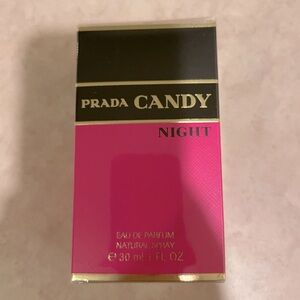 PRADA CANDY
NIGHT
EAU DE PARFUM
NATURAL SPRAY
℮ 30 ml 1 FL OZ